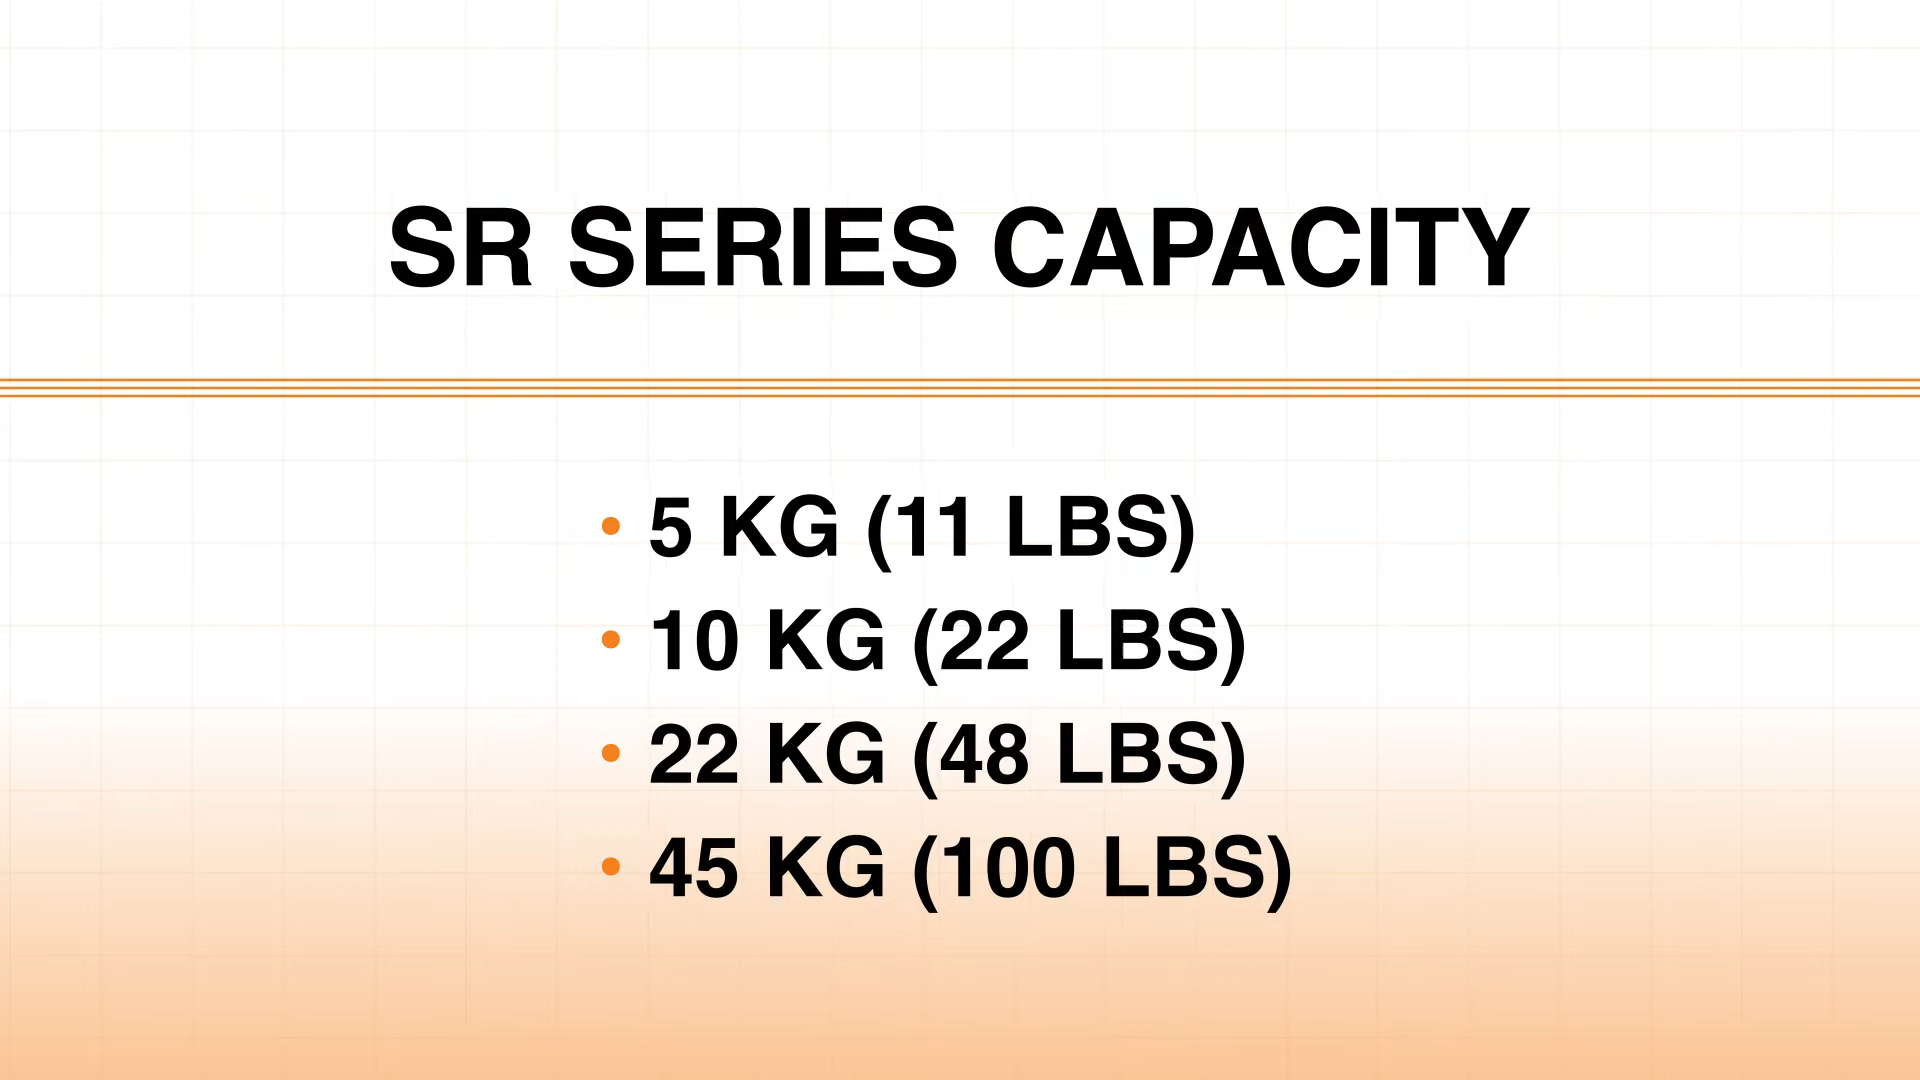 SR SERIES CAPACITY
• 5 KG (11 LBS)
• 10 KG (22 LBS)
• 22 KG (48 LBS)
• 45 KG (100 LBS)